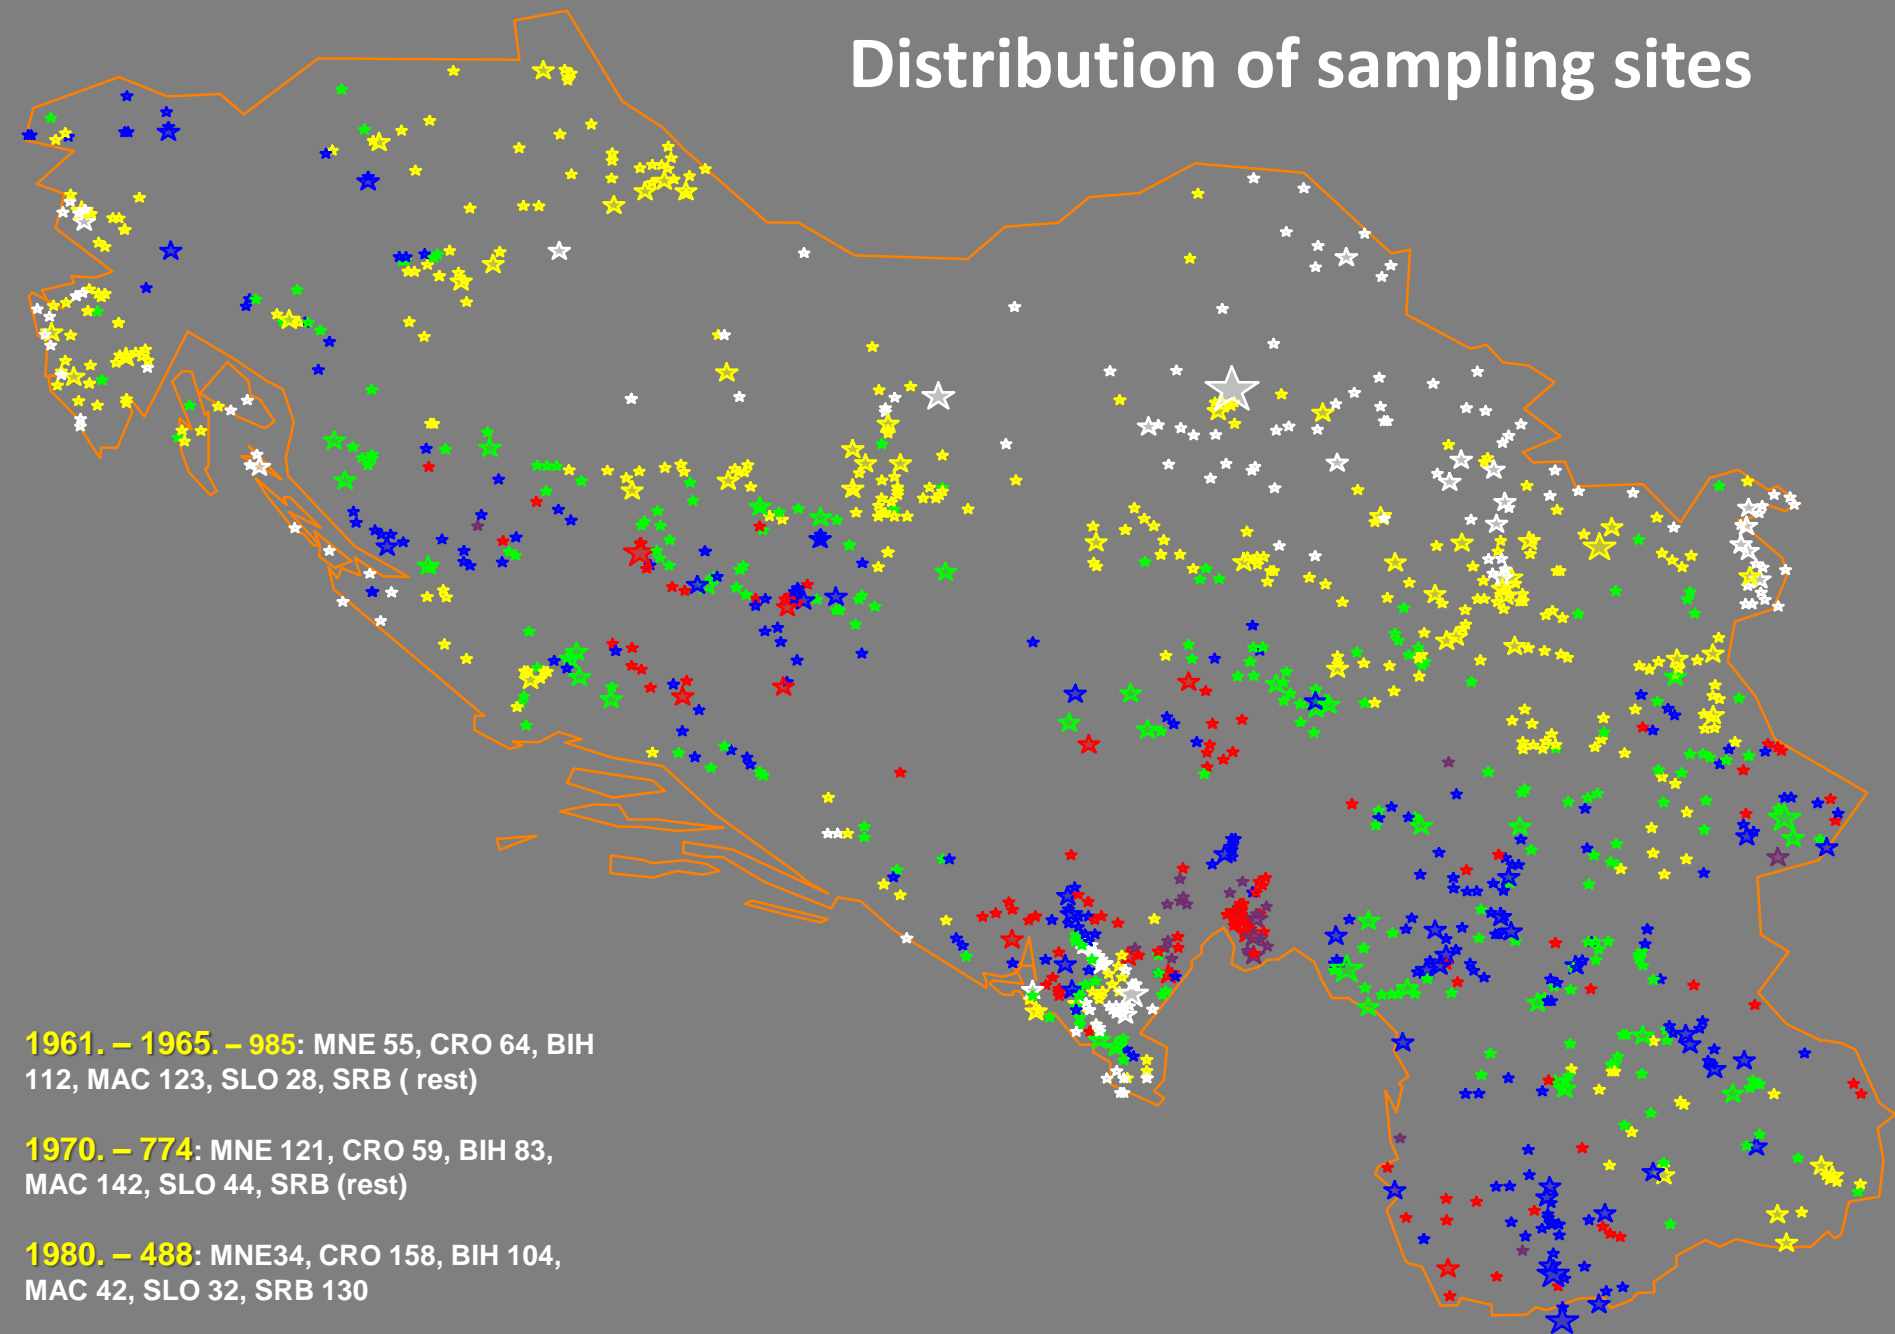 Distribution of sampling sites
1961. – 1965. – 985: MNE 55, CRO 64, BIH
112, MAC 123, SLO 28, SRB ( rest)
1970. – 774: MNE 121, CRO 59, BIH 83,
MAC 142, SLO 44, SRB (rest)
1980. – 488: MNE34, CRO 158, BIH 104,
MAC 42, SLO 32, SRB 130